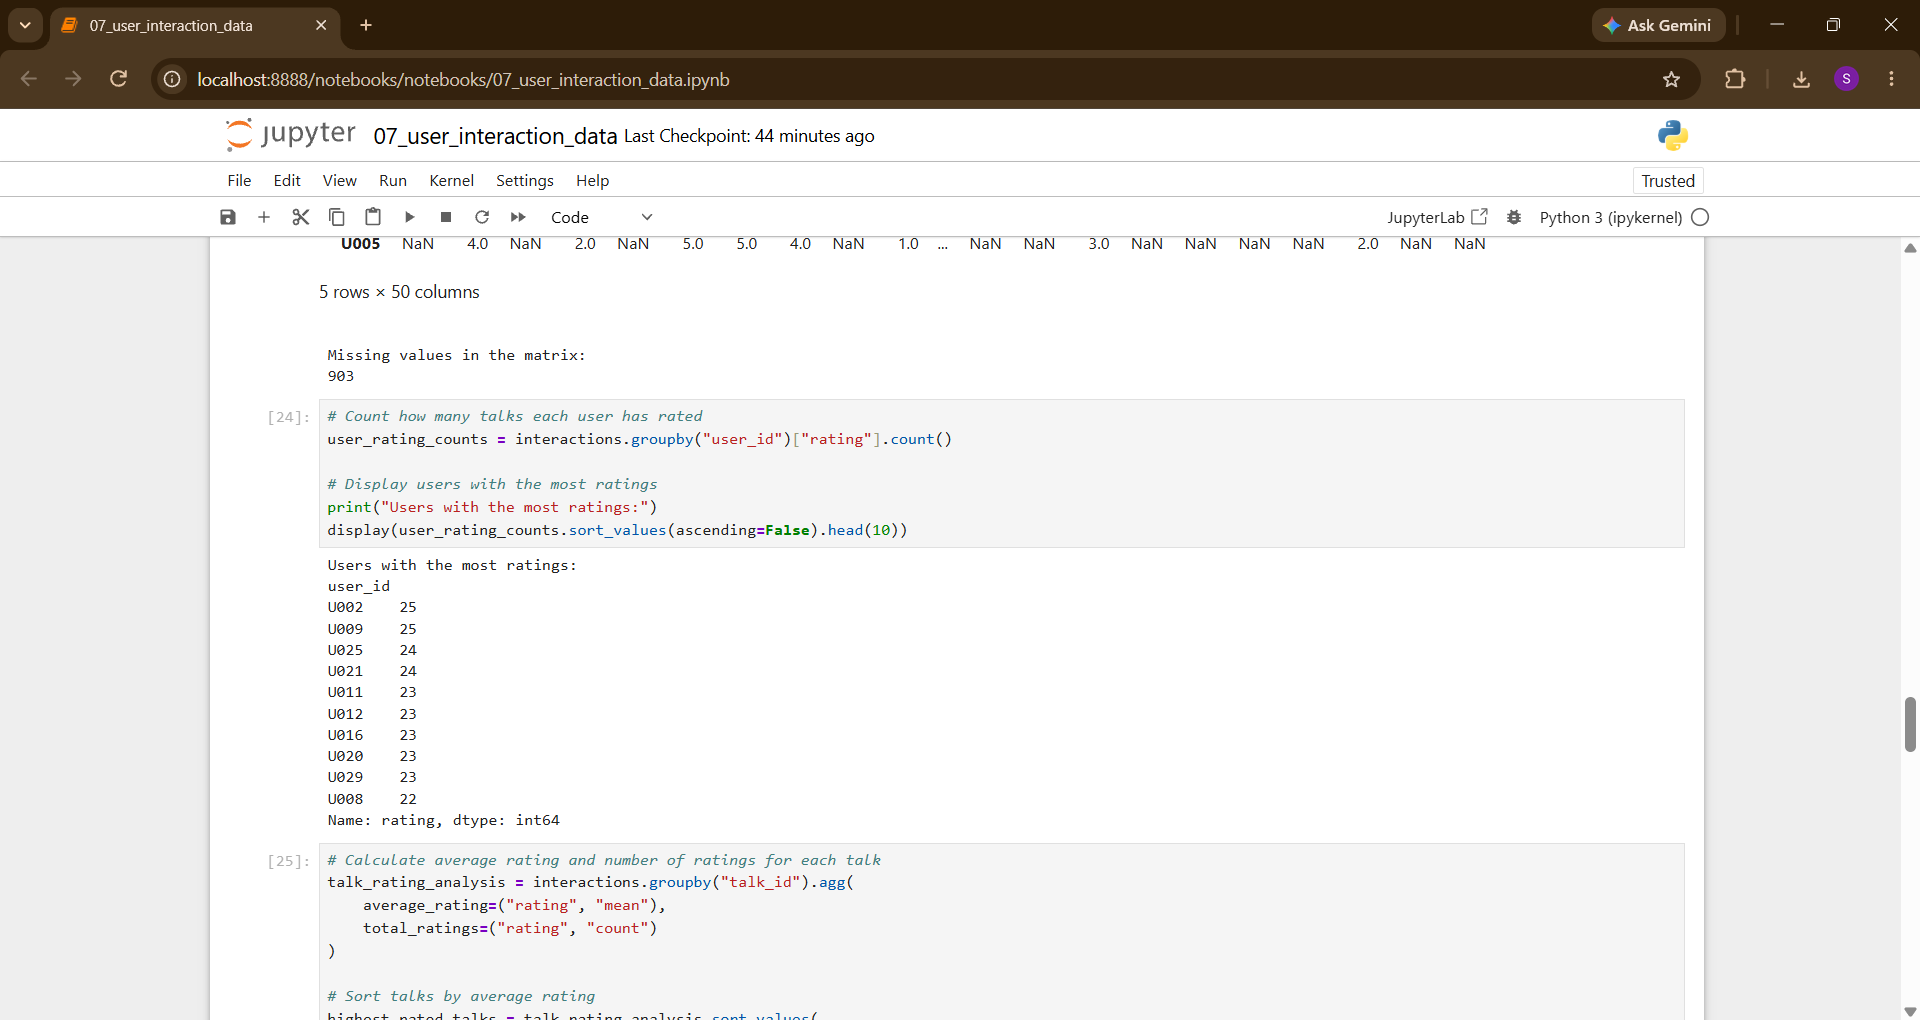 07_user_interaction_data
Ask Gemini
localhost:8888/notebooks/notebooks/07_user_interaction_data.ipynb
S
jupyter 07_user_interaction_data Last Checkpoint: 44 minutes ago
File Edit View Run Kernel Settings Help
Trusted
Code
JupyterLab
Python 3 (ipykernel)
U005 NaN 4.0 NaN 2.0 NaN 5.0 5.0 4.0 NaN 1.0 ... NaN NaN 3.0 NaN NaN NaN NaN 2.0 NaN NaN
5 rows × 50 columns
Missing values in the matrix:
903
[24]:
# Count how many talks each user has rated
user_rating_counts = interactions.groupby("user_id")["rating"].count()
# Display users with the most ratings
print("Users with the most ratings:")
display(user_rating_counts.sort_values(ascending=False).head(10))
Users with the most ratings:
user_id
U002 25
U009 25
U025 24
U021 24
U011 23
U012 23
U016 23
U020 23
U029 23
U008 22
Name: rating, dtype: int64
[25]:
# Calculate average rating and number of ratings for each talk
talk_rating_analysis = interactions.groupby("talk_id").agg(
average_rating=("rating", "mean"),
total_ratings=("rating", "count")
)
# Sort talks by average rating
highest_rated_talks = talk_rating_analysis.sort_values(